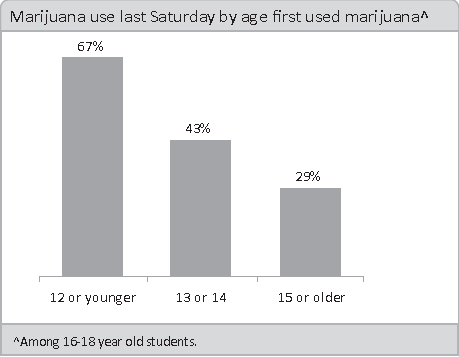 Marijuana use last Saturday by age first used marijuana^
67%
43%
29%
12 or younger 13 or 14 15 or older
^Among 16-18 year old students.